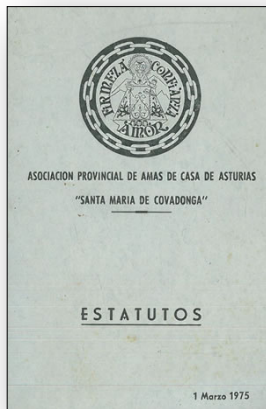 FIRMEZA CONFIANZA
AMOR
ASOCIACION PROVINCIAL DE AMAS DE CASA DE ASTURIAS
"SANTA MARIA DE COVADONGA"
ESTATUTOS
1 Marzo 1975